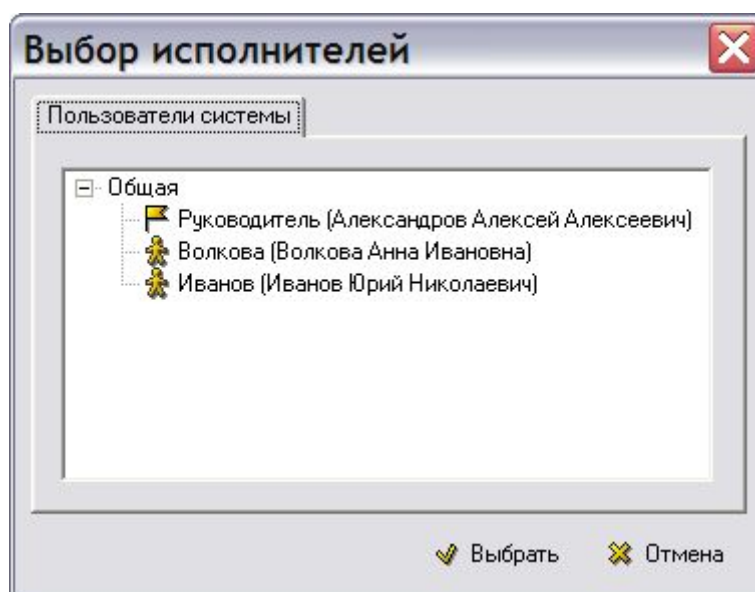 Выбор исполнителей
Пользователи системы
Общая
Руководитель (Александров Алексей Алексеевич)
Волкова (Волкова Анна Ивановна)
Иванов (Иванов Юрий Николаевич)
Выбрать Отмена